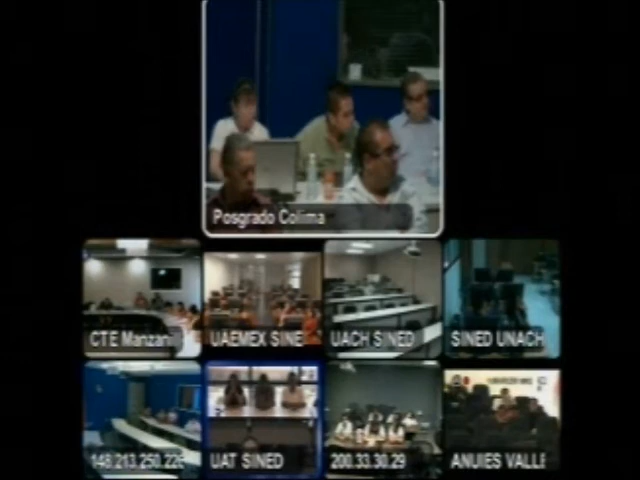 Posgrado Colima
CTE Manzani
UAEMEX SINE
UACH SINED
SINED UNACH
148.213.250.226
UAT SINED
200.33.30.29
ANUIES VALLE